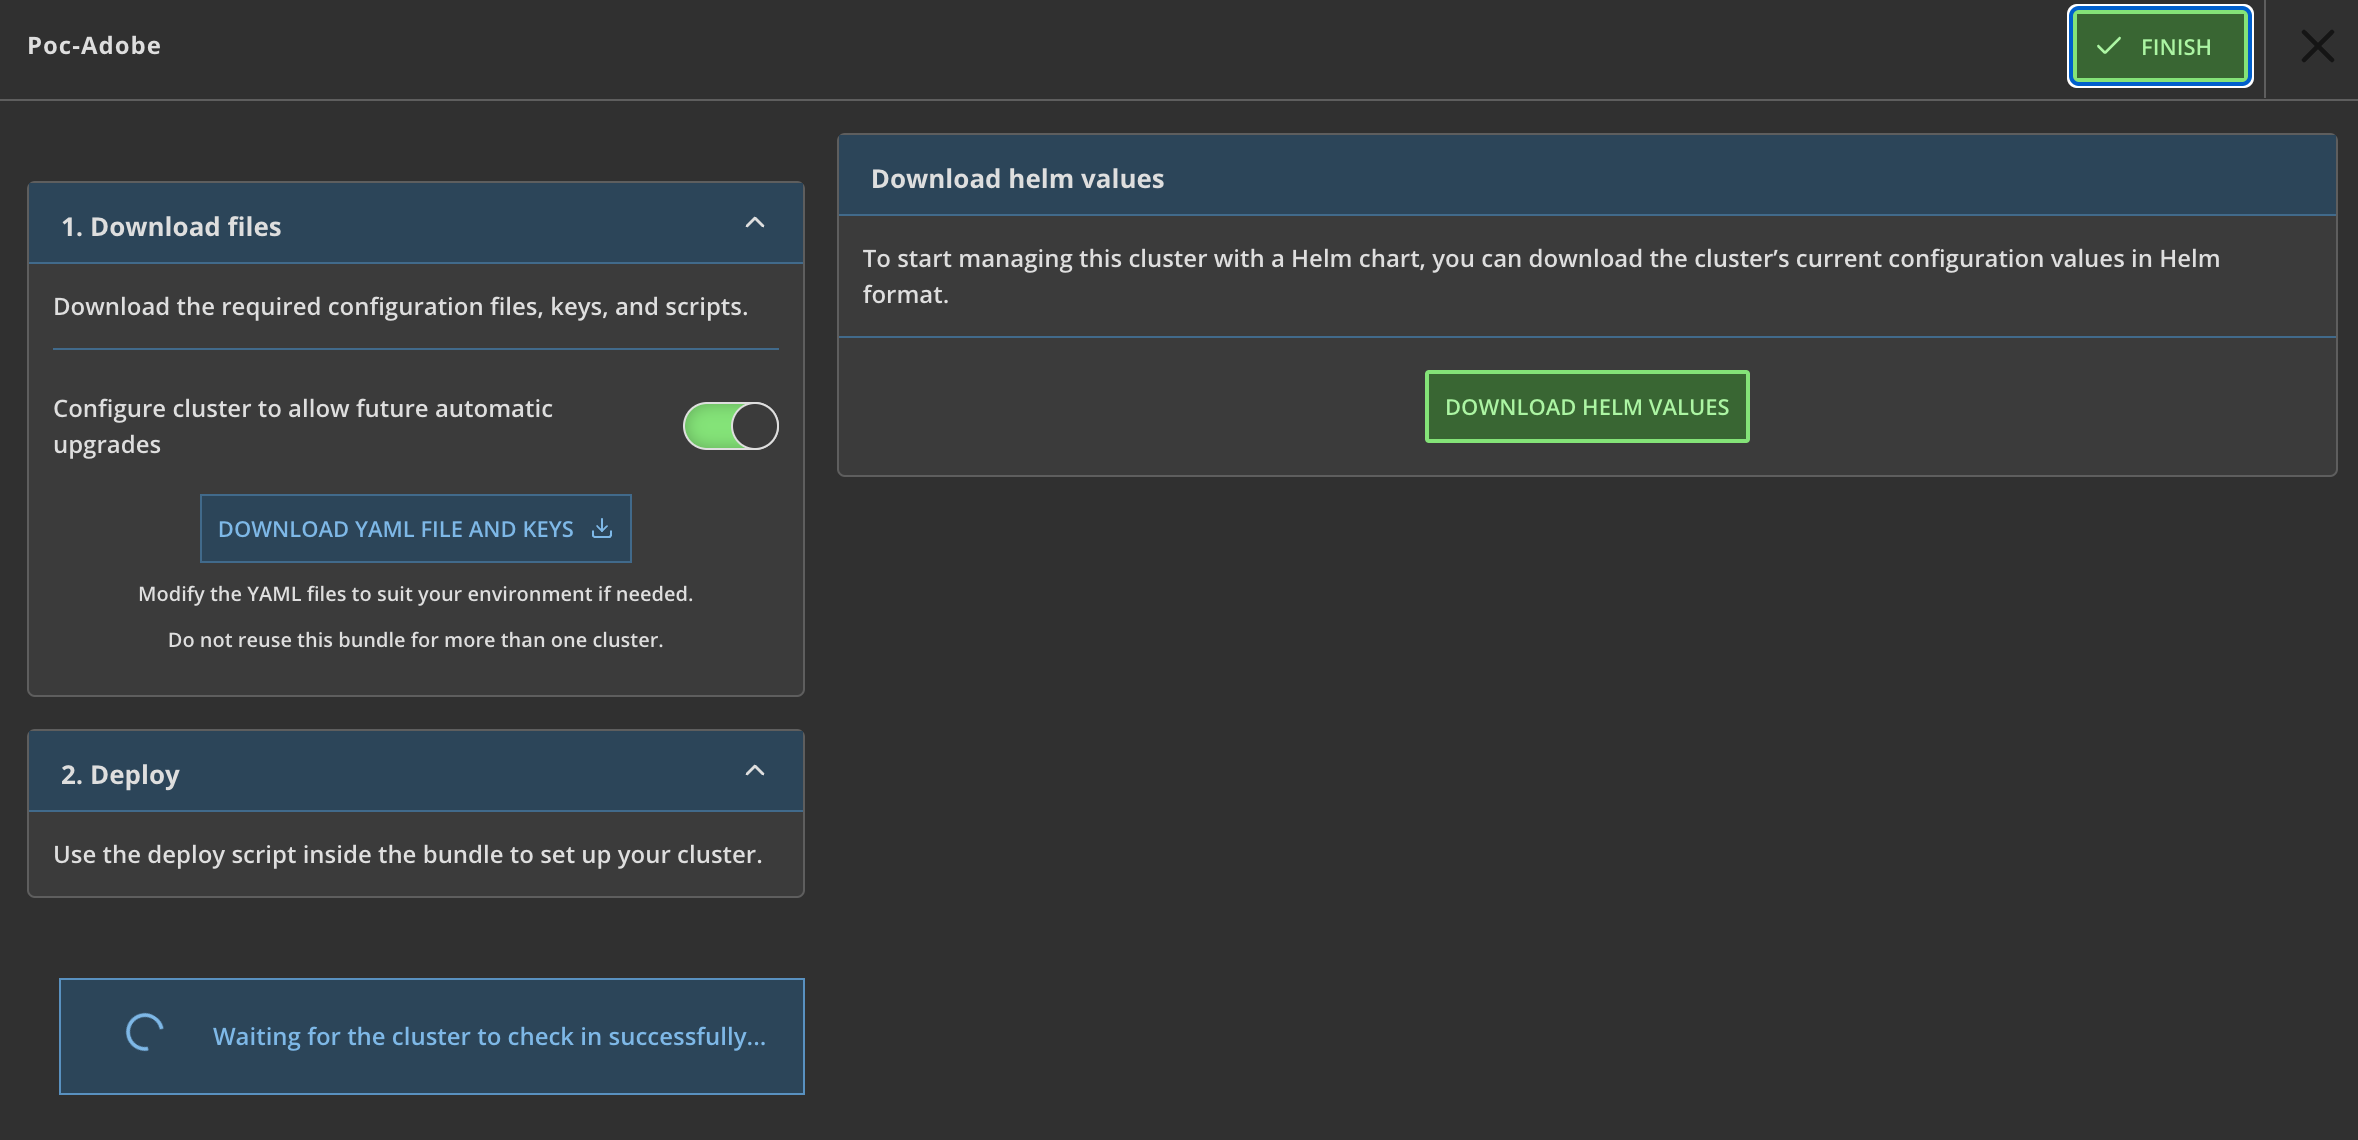 Poc-Adobe
FINISH
1. Download files
Download the required configuration files, keys, and scripts.
Configure cluster to allow future automatic
upgrades
DOWNLOAD YAML FILE AND KEYS
Modify the YAML files to suit your environment if needed.
Do not reuse this bundle for more than one cluster.
2. Deploy
Use the deploy script inside the bundle to set up your cluster.
Waiting for the cluster to check in successfully...
Download helm values
To start managing this cluster with a Helm chart, you can download the cluster’s current configuration values in Helm
format.
DOWNLOAD HELM VALUES